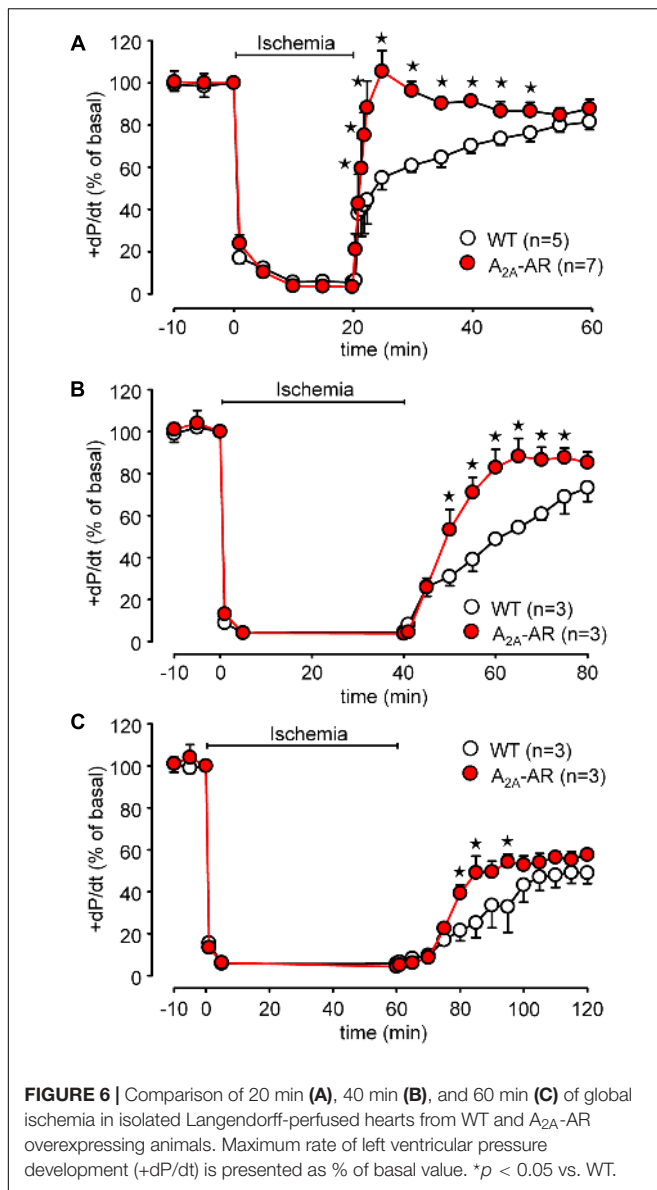 A
120
100
80
60
40
20
0
+dP/dt (% of basal)
Ischemia
★ ★ ★ ★ ★ ★ ★ ★ ★ ★
WT (n=5)
A2A-AR (n=7)
-10 0 20 40 60
time (min)
B
120
100
80
60
40
20
0
+dP/dt (% of basal)
Ischemia
★ ★ ★ ★ ★ ★
WT (n=3)
A2A-AR (n=3)
-10 0 20 40 60 80
time (min)
C
120
100
80
60
40
20
0
+dP/dt (% of basal)
Ischemia
WT (n=3)
A2A-AR (n=3)
★ ★ ★
-10 0 20 40 60 80 100 120
time (min)
FIGURE 6 | Comparison of 20 min (A), 40 min (B), and 60 min (C) of global
ischemia in isolated Langendorff-perfused hearts from WT and A2A-AR
overexpressing animals. Maximum rate of left ventricular pressure
development (+dP/dt) is presented as % of basal value. *p < 0.05 vs. WT.